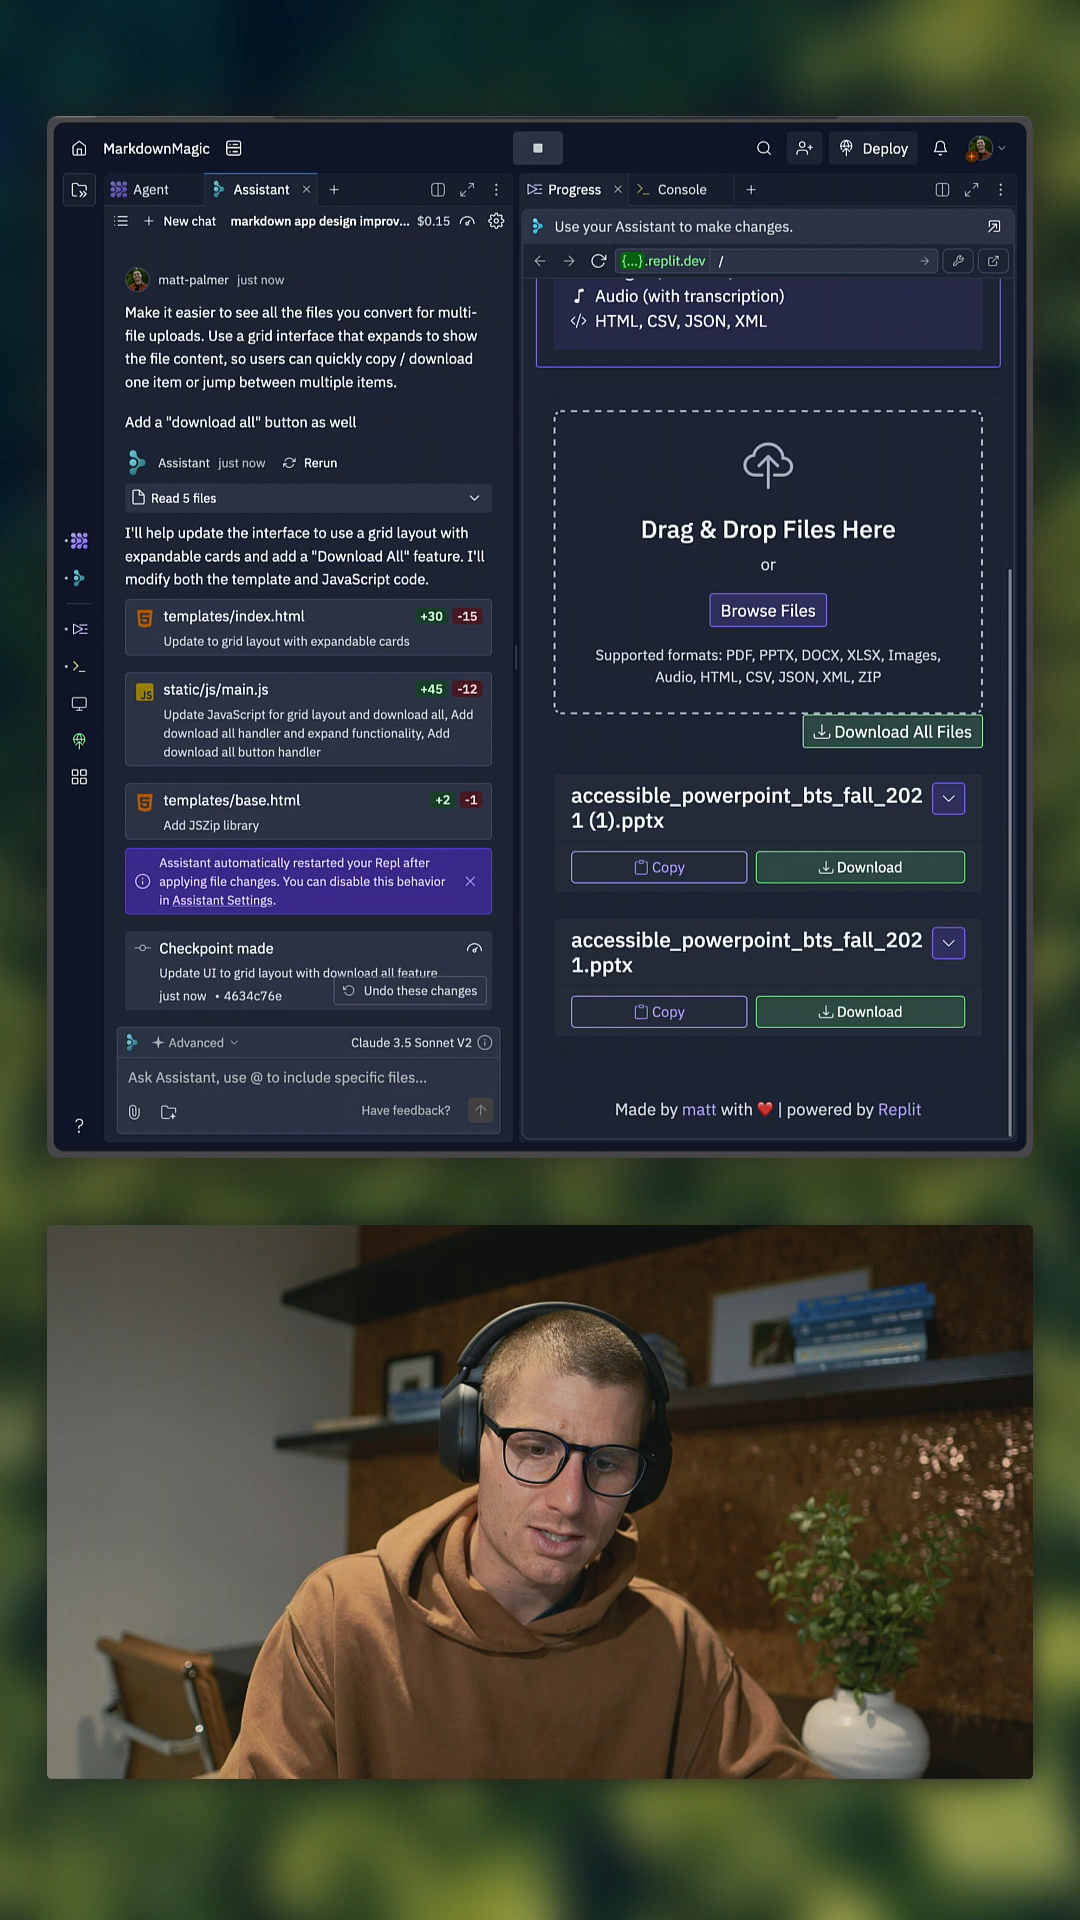 MarkdownMagic
Deploy
Agent
Assistant
New chat
markdown app design improv...
$0.15
matt-palmer just now
Make it easier to see all the files you convert for multi-
file uploads. Use a grid interface that expands to show
the file content, so users can quickly copy / download
one item or jump between multiple items.
Add a "download all" button as well
Assistant just now Rerun
Read 5 files
I'll help update the interface to use a grid layout with
expandable cards and add a "Download All" feature. I'll
modify both the template and JavaScript code.
templates/index.html +30 -15
Update to grid layout with expandable cards
JS
static/js/main.js +45 -12
Update JavaScript for grid layout and download all, Add
download all handler and expand functionality, Add
download all button handler
templates/base.html +2 -1
Add JSZip library
Assistant automatically restarted your Repl after
applying file changes. You can disable this behavior
in Assistant Settings.
Checkpoint made
Update UI to grid layout with download all feature
just now • 4634c76e
Undo these changes
Advanced
Claude 3.5 Sonnet V2
Ask Assistant, use @ to include specific files...
Have feedback?
?
Progress
Console
Use your Assistant to make changes.
{...}.replit.dev /
Audio (with transcription)
HTML, CSV, JSON, XML
Drag & Drop Files Here
or
Browse Files
Supported formats: PDF, PPTX, DOCX, XLSX, Images,
Audio, HTML, CSV, JSON, XML, ZIP
Download All Files
accessible_powerpoint_bts_fall_202
1 (1).pptx
Copy
Download
accessible_powerpoint_bts_fall_202
1.pptx
Copy
Download
Made by matt with ❤️ | powered by Replit